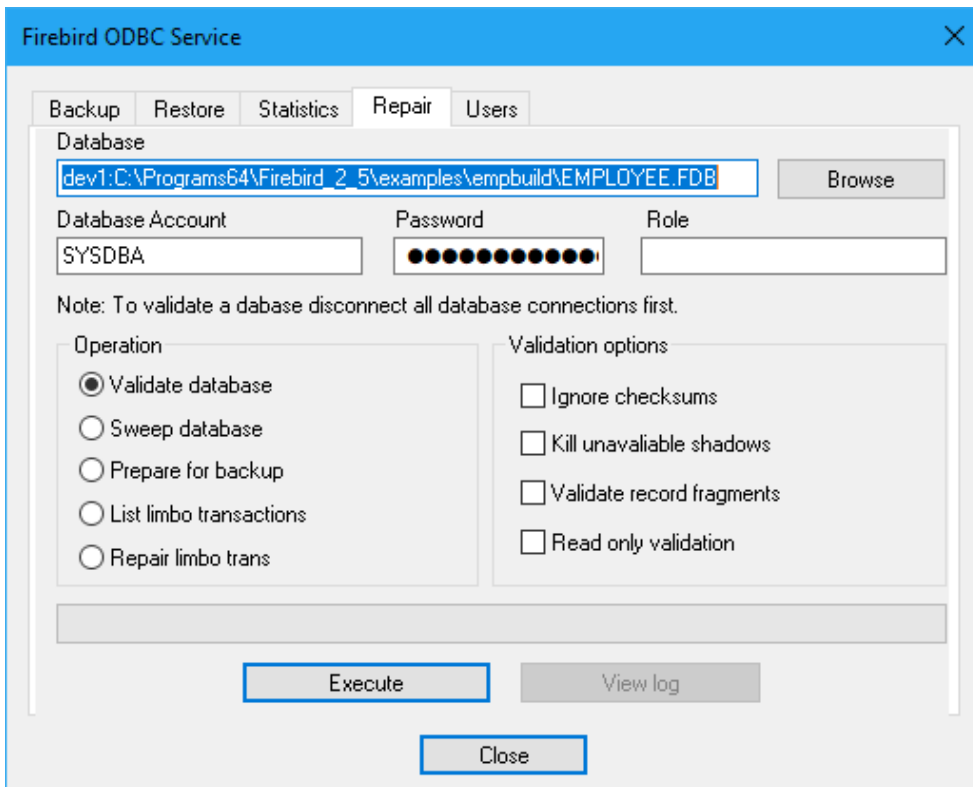 Firebird ODBC Service
Backup Restore Statistics Repair Users
Database
dev1:C:\Programs64\Firebird_2_5\examples\empbuild\EMPLOYEE.FDB Browse
Database Account Password Role
SYSDBA ●●●●●●●●●●●
Note: To validate a dabase disconnect all database connections first.
Operation Validation options
Validate database
Ignore checksums
Sweep database
Kill unavaliable shadows
Prepare for backup
Validate record fragments
List limbo transactions
Read only validation
Repair limbo trans
Execute View log
Close